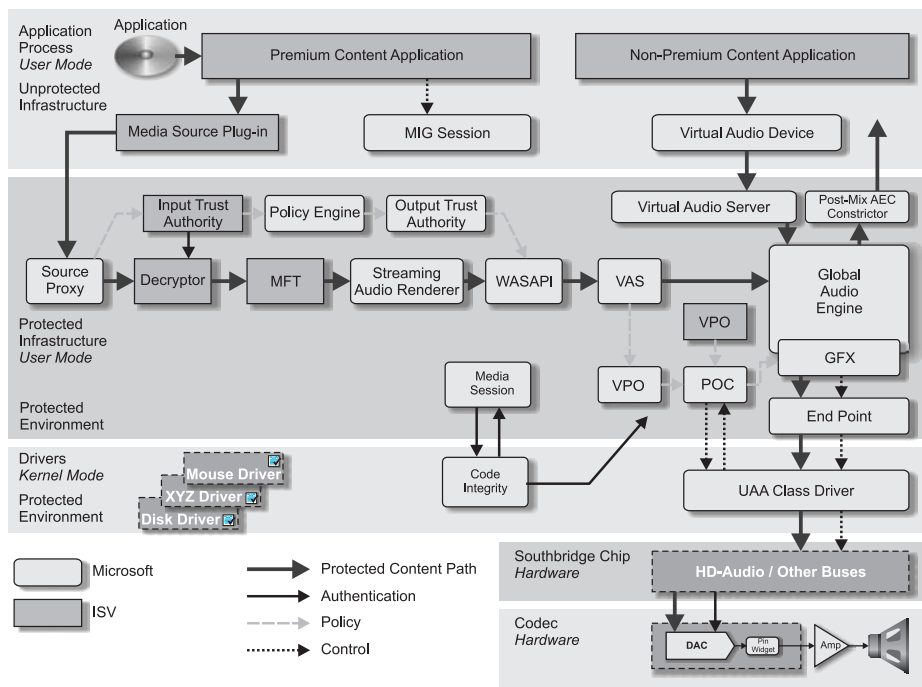 Application
Process
User Mode
Unprotected
Infrastructure
Application
Premium Content Application
Non-Premium Content Application
Media Source Plug-in
MIG Session
Virtual Audio Device
Input Trust
Authority
Policy Engine
Output Trust
Authority
Virtual Audio Server
Post-Mix AEC
Constrictor
Source
Proxy
Decryptor
MFT
Streaming
Audio Renderer
WASAPI
VAS
Global
Audio
Engine
VPO
Protected
Infrastructure
User Mode
Protected
Environment
Media
Session
VPO
POC
GFX
End Point
Drivers
Kernel Mode
Protected
Environment
Mouse Driver
XYZ Driver
Disk Driver
Code
Integrity
UAA Class Driver
Microsoft
ISV
Protected Content Path
Authentication
Policy
Control
Southbridge Chip
Hardware
HD-Audio / Other Buses
Codec
Hardware
DAC
Pin
Widget
Amp